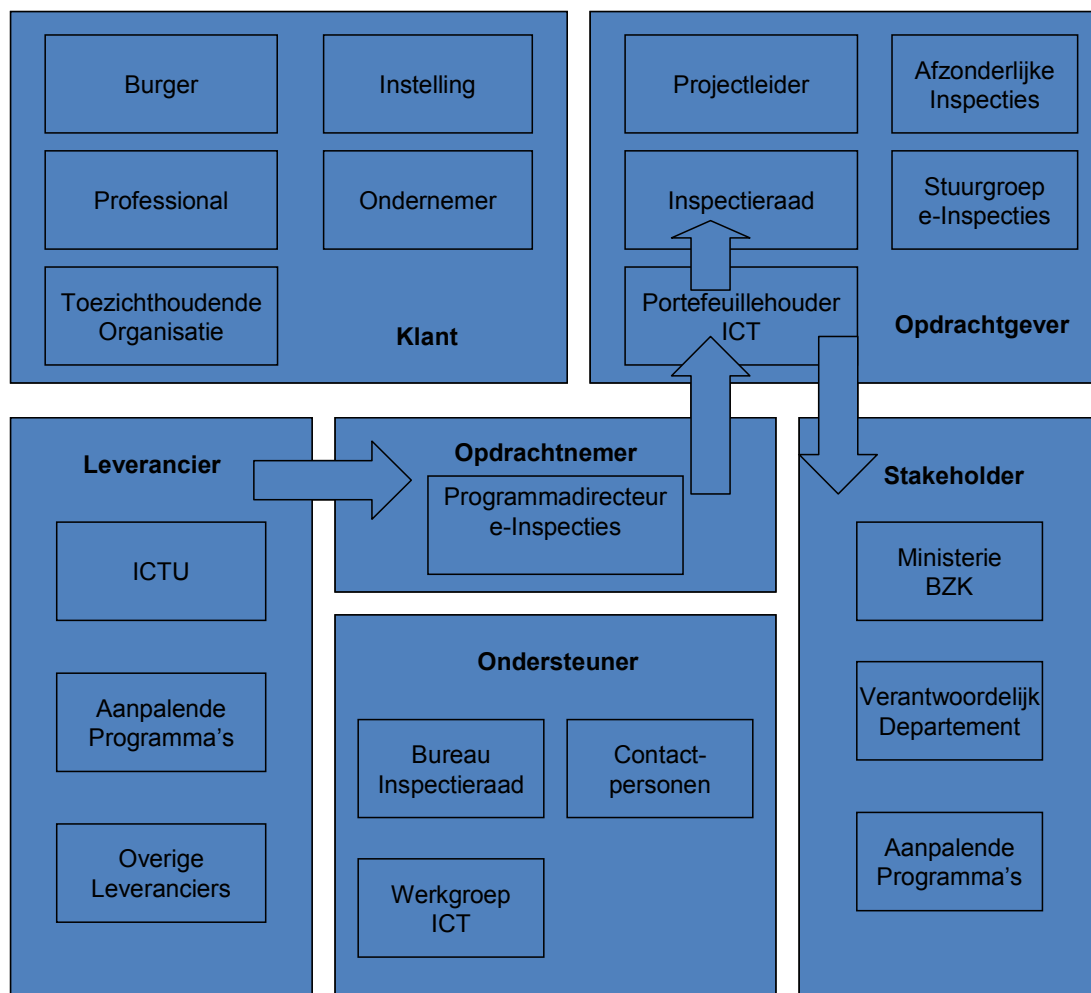 Burger
Instelling
Professional
Ondernemer
Toezichthoudende
Organisatie
Klant
Projectleider
Afzonderlijke
Inspecties
Inspectieraad
Stuurgroep
e-Inspecties
Portefeuillehouder
ICT
Opdrachtgever
Leverancier
ICTU
Aanpalende
Programma's
Overige
Leveranciers
Opdrachtnemer
Programmadirecteur
e-Inspecties
Ondersteuner
Bureau
Inspectieraad
Contact-
personen
Werkgroep
ICT
Stakeholder
Ministerie
BZK
Verantwoordelijk
Departement
Aanpalende
Programma's